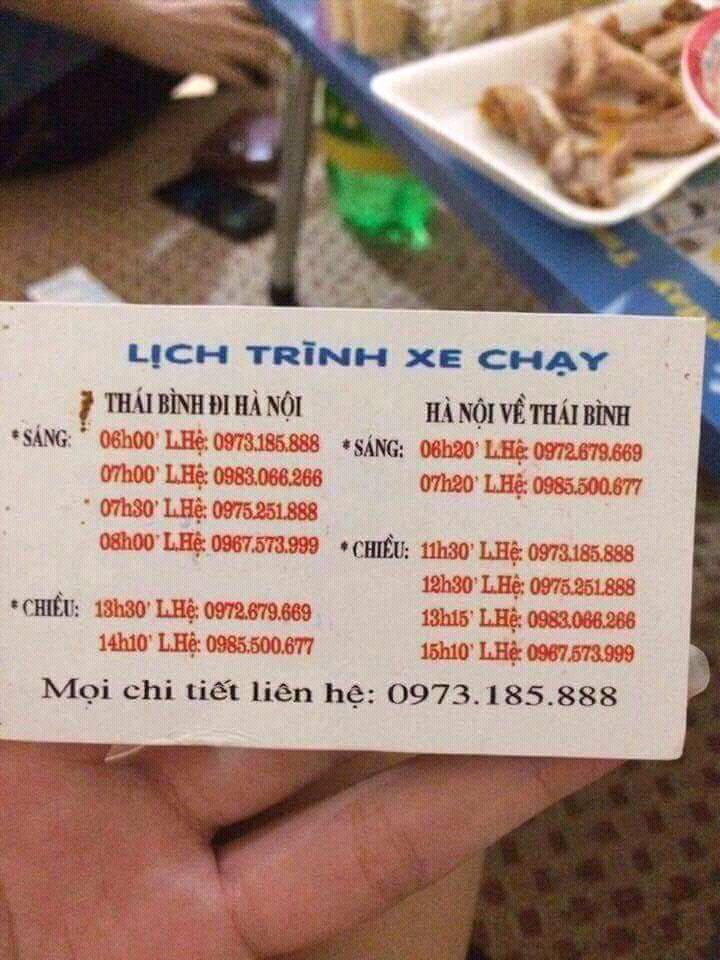 LỊCH TRÌNH XE CHẠY
THÁI BÌNH ĐI HÀ NỘI
* SÁNG: 06h00' L.Hệ: 0973.185.888
07h00' L.Hệ: 0983.066.266
07h30' L.Hệ: 0975.251.888
08h00' L.Hệ: 0967.573.999
* CHIỀU: 13h30' L.Hệ: 0972.679.669
14h10' L.Hệ: 0985.500.677
HÀ NỘI VỀ THÁI BÌNH
* SÁNG: 06h20' L.Hệ: 0972.679.669
07h20' L.Hệ: 0985.500.677
* CHIỀU: 11h30' L.Hệ: 0973.185.888
12h30' L.Hệ: 0975.251.888
13h15' L.Hệ: 0983.066.266
15h10' L.Hệ: 0967.573.999
Mọi chi tiết liên hệ: 0973.185.888